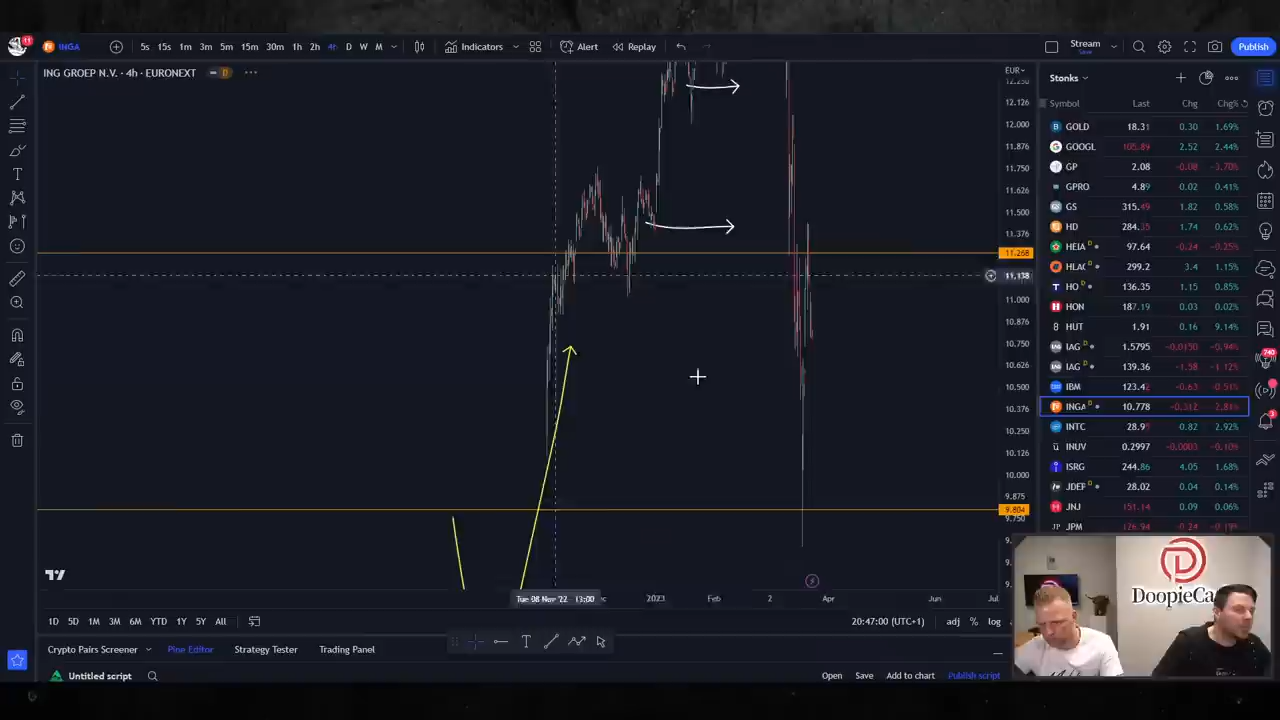 11
INGA
5s 15s 1m 3m 5m 15m 30m 1h 2h 4h D W M
Indicators
Alert
Replay
Stream
Save
Publish
ING GROEP N.V. · 4h · EURONEXT
D
EUR
12.250
12.126
12.000
11.876
11.750
11.626
11.500
11.376
11.268
11.138
11.000
10.876
10.750
10.626
10.500
10.376
10.250
10.126
10.000
9.875
9.804
9.750
Tue 08 Nov '22 13:00
2023 Feb 2 Apr Jun Jul
Stonks
Symbol Last Chg Chg%
GOLD 18.31 0.30 1.69%
GOOGL 105.89 2.52 2.44%
GP 2.08 -0.08 -3.70%
GPRO 4.89 0.02 0.41%
GS 315.49 1.82 0.58%
HD 284.35 1.74 0.62%
HEIA D 97.64 -0.24 -0.25%
HLAG D 299.2 3.4 1.15%
HO D 136.35 1.15 0.85%
HON 187.19 0.03 0.02%
HUT 1.91 0.16 9.14%
IAG D 1.5795 -0.0150 -0.94%
IAG D 139.36 -1.58 -1.12%
IBM 123.42 -0.63 -0.51%
INGA D 10.778 -0.312 -2.81%
INTC 28.9 0.82 2.92%
INUV 0.2997 -0.0003 -0.10%
ISRG 244.86 4.05 1.68%
JDEP D 28.02 0.04 0.14%
JNJ 151.14 0.09 0.06%
JPM 126.94 -0.24 -0.19%
740
3
1D 5D 1M 3M 6M YTD 1Y 5Y All
20:47:00 (UTC+1)
adj % log
Crypto Pairs Screener
Pine Editor
Strategy Tester
Trading Panel
Untitled script
Open Save Add to chart Publish script
DoopieCa